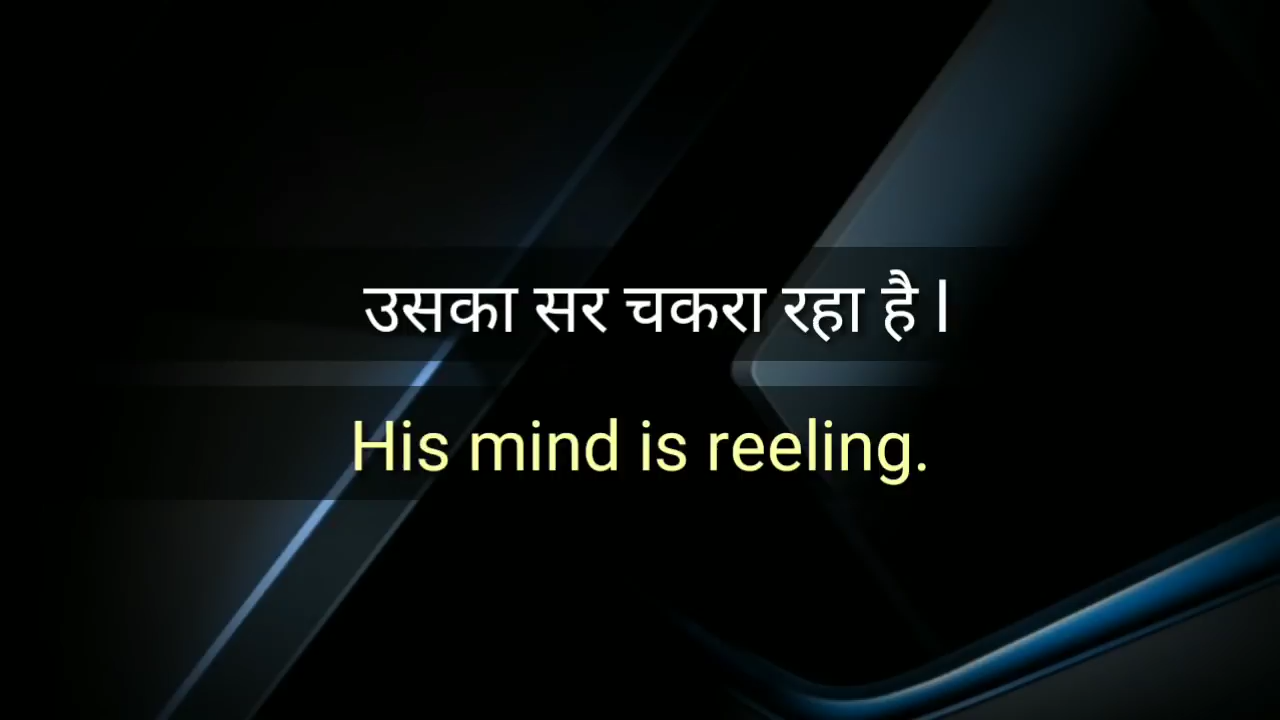 उसका सर चकरा रहा है l
His mind is reeling.